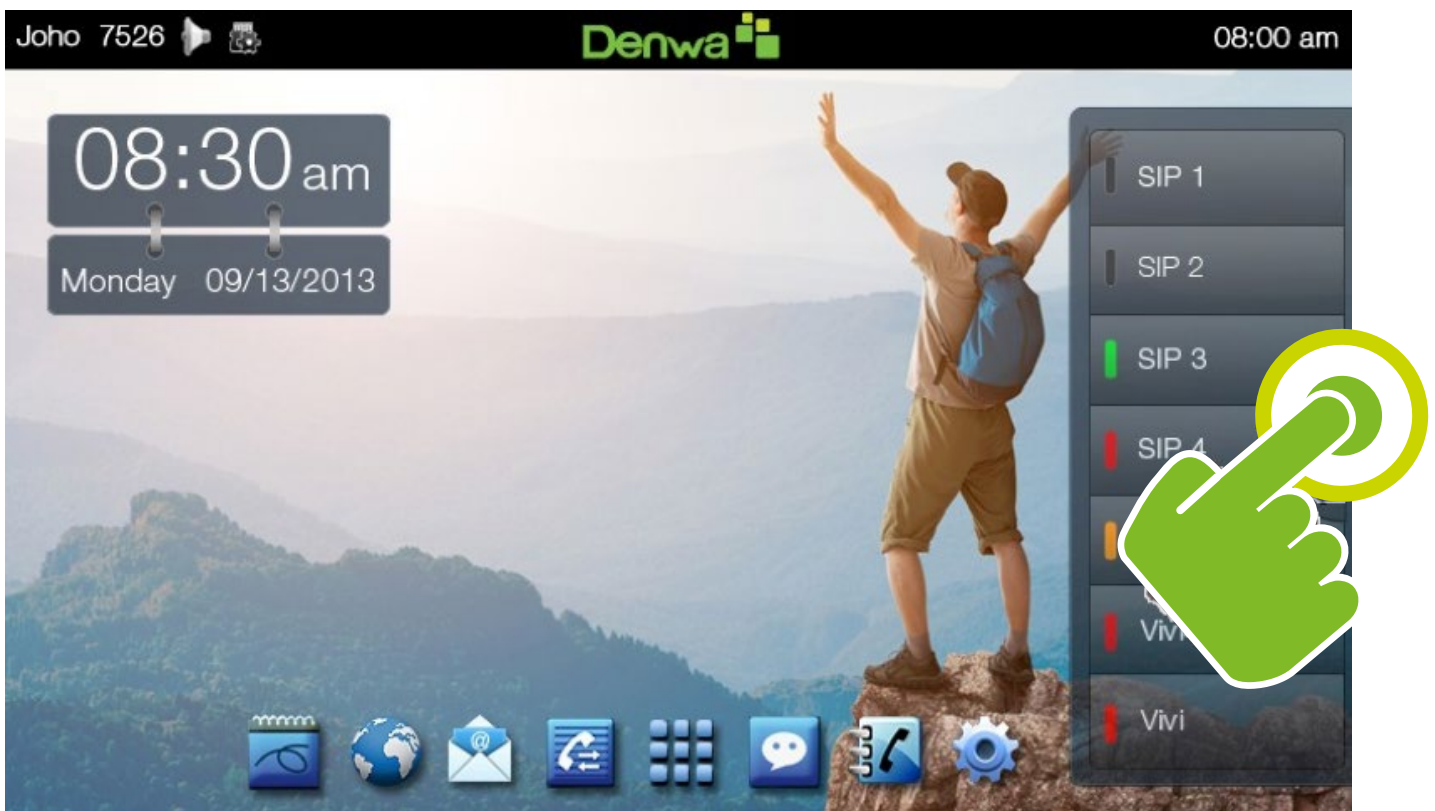 Joho 7526
Denwa
08:00 am
08:30 am
Monday 09/13/2013
SIP 1
SIP 2
SIP 3
SIP 4
Vivi
Vivi
@